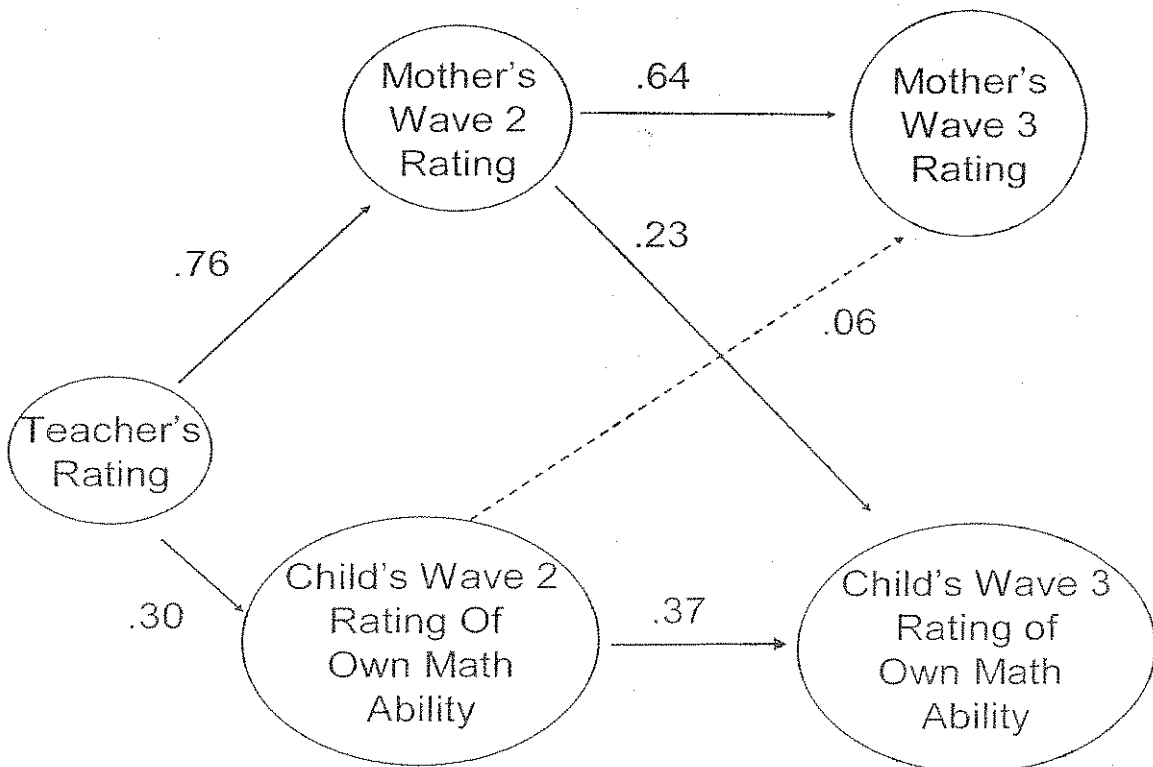 Mother's
Wave 2
Rating
.64
Mother's
Wave 3
Rating
.23
.76
.06
Teacher's
Rating
.30
Child's Wave 2
Rating Of
Own Math
Ability
.37
Child's Wave 3
Rating of
Own Math
Ability